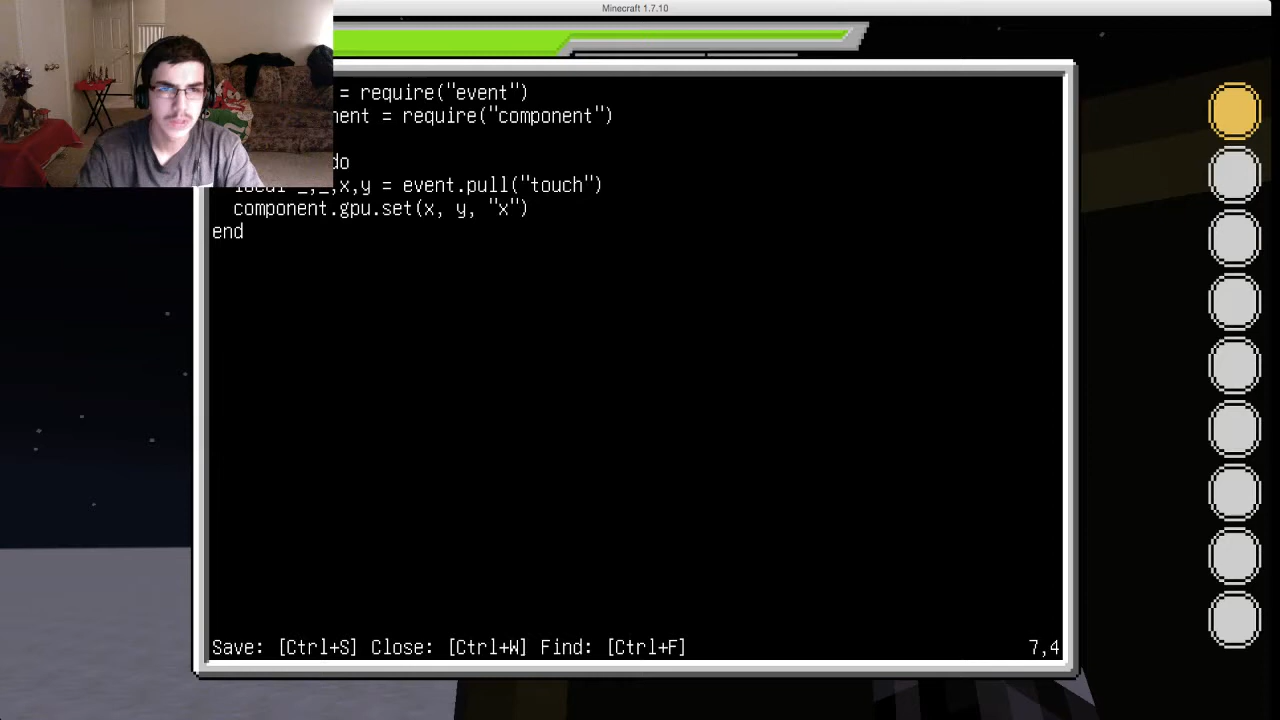 Minecraft 1.7.10
= require("event")
nent = require("component")
do
local _,_,x,y = event.pull("touch")
component.gpu.set(x, y, "x")
end
Save: [Ctrl+S] Close: [Ctrl+W] Find: [Ctrl+F] 7,4